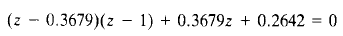 (z − 0.3679)(z − 1) + 0.3679z + 0.2642 = 0